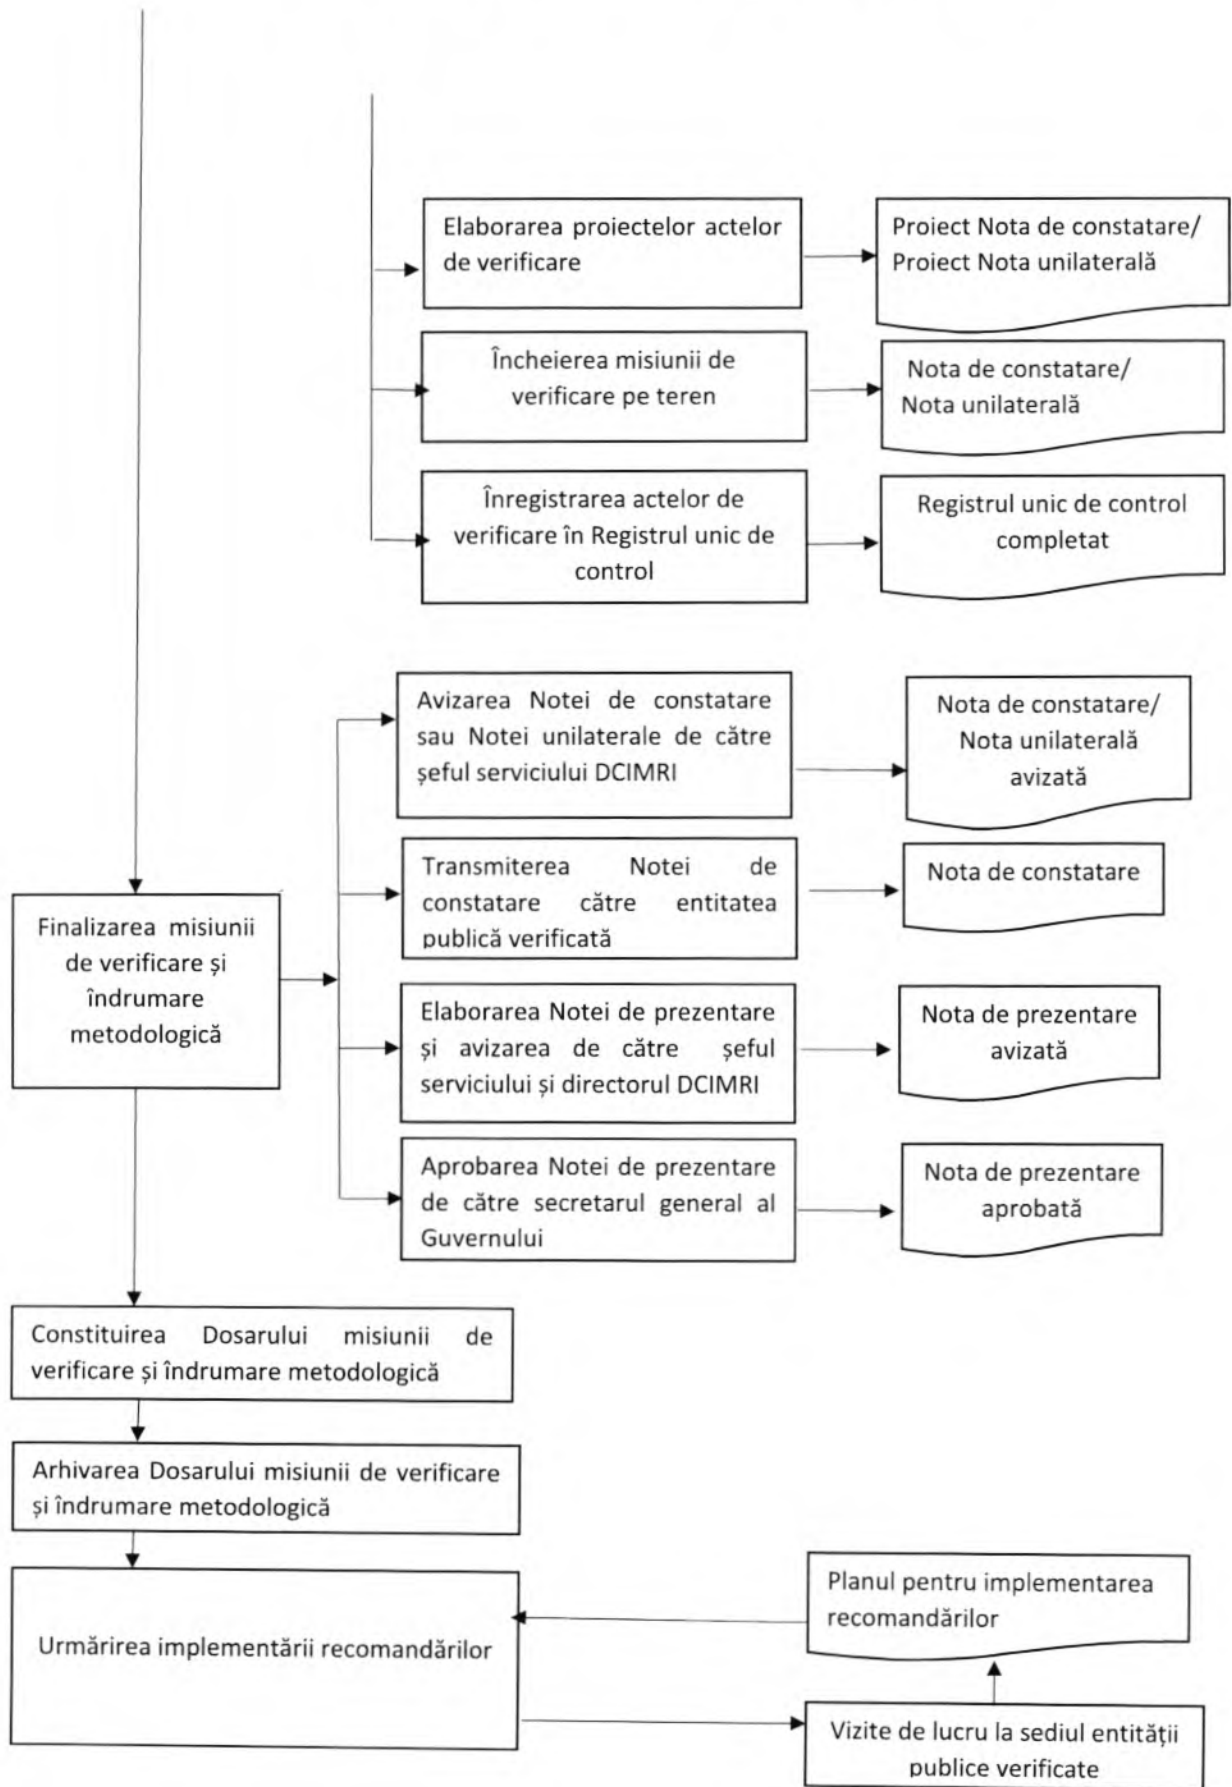 Elaborarea proiectelor actelor
de verificare
Proiect Nota de constatare/
Proiect Nota unilaterală
Încheierea misiunii de
verificare pe teren
Nota de constatare/
Nota unilaterală
Înregistrarea actelor de
verificare în Registrul unic de
control
Registrul unic de control
completat
Avizarea Notei de constatare
sau Notei unilaterale de către
șeful serviciului DCIMRI
Nota de constatare/
Nota unilaterală
avizată
Transmiterea Notei de
constatare către entitatea
publică verificată
Nota de constatare
Finalizarea misiunii
de verificare și
îndrumare
metodologică
Elaborarea Notei de prezentare
și avizarea de către șeful
serviciului și directorul DCIMRI
Nota de prezentare
avizată
Aprobarea Notei de prezentare
de către secretarul general al
Guvernului
Nota de prezentare
aprobată
Constituirea Dosarului misiunii de
verificare și îndrumare metodologică
Arhivarea Dosarului misiunii de verificare
și îndrumare metodologică
Urmărirea implementării recomandărilor
Planul pentru implementarea
recomandărilor
Vizite de lucru la sediul entității
publice verificate